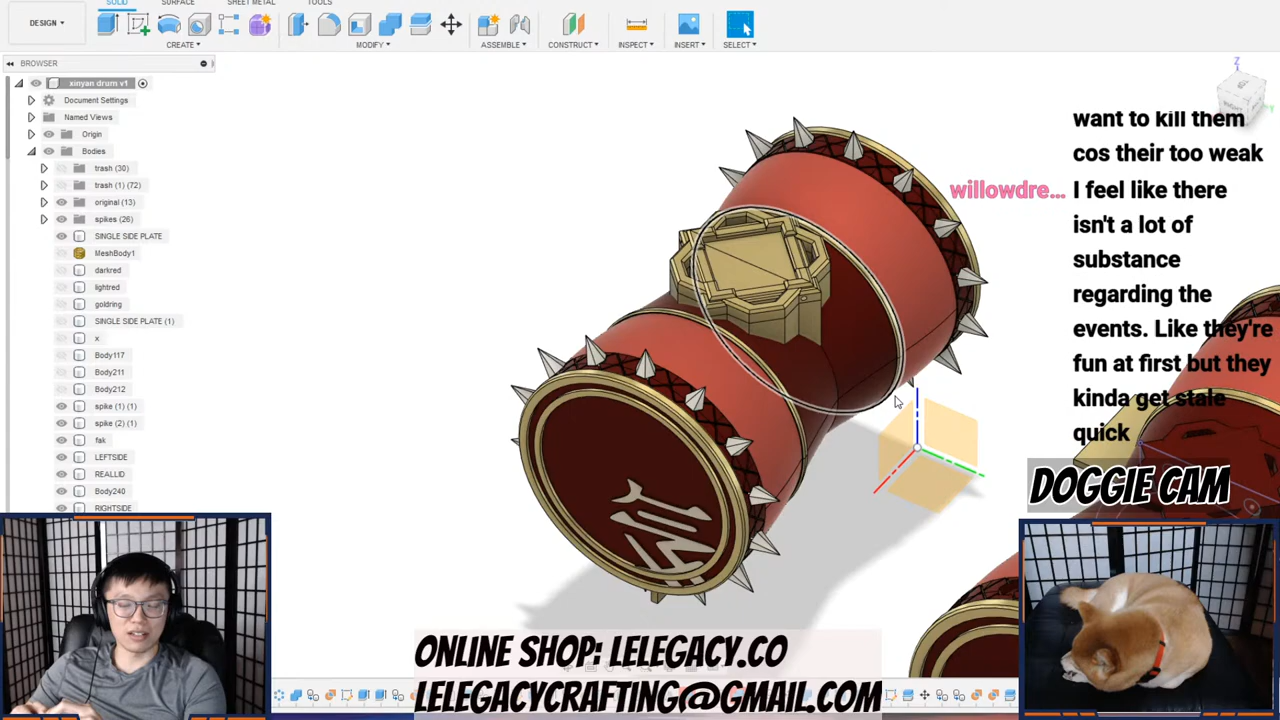 SOLID
SURFACE
SHEET METAL
TOOLS
DESIGN
CREATE
MODIFY
ASSEMBLE
CONSTRUCT
INSPECT
INSERT
SELECT
BROWSER
xinyan drum v1
Document Settings
Named Views
Origin
Bodies
trash (30)
trash (1) (72)
original (13)
spikes (26)
SINGLE SIDE PLATE
MeshBody1
darkred
lightred
goldring
SINGLE SIDE PLATE (1)
x
Body117
Body211
Body212
spike (1) (1)
spike (2) (1)
fak
LEFTSIDE
REALLID
Body240
RIGHTSIDE
Z
want to kill them
cos their too weak
willowdre... I feel like there
isn't a lot of
substance
regarding the
events. Like they're
fun at first but they
kinda get stale
quick
DOGGIE CAM
ONLINE SHOP: LELEGACY.CO
LELEGACYCRAFTING@GMAIL.COM